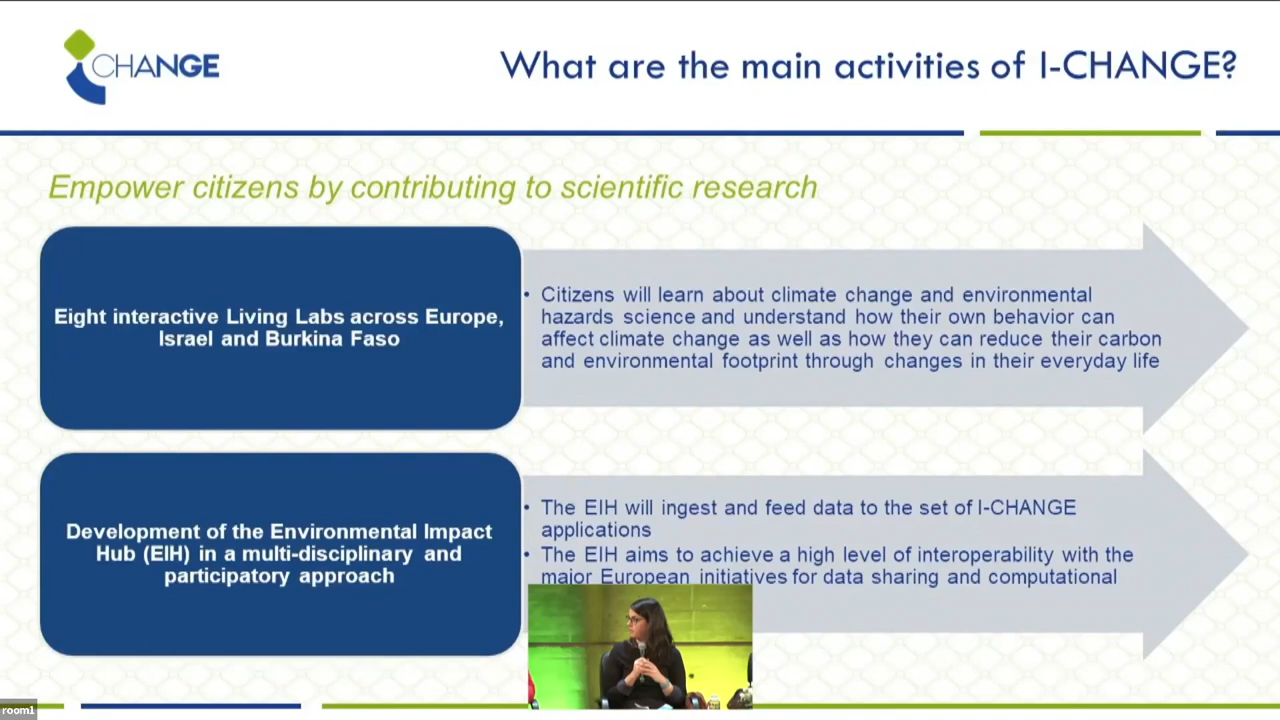 CHANGE
What are the main activities of I-CHANGE?
Empower citizens by contributing to scientific research
Eight interactive Living Labs across Europe,
Israel and Burkina Faso
• Citizens will learn about climate change and environmental
hazards science and understand how their own behavior can
affect climate change as well as how they can reduce their carbon
and environmental footprint through changes in their everyday life
Development of the Environmental Impact
Hub (EIH) in a multi-disciplinary and
participatory approach
• The EIH will ingest and feed data to the set of I-CHANGE
applications
• The EIH aims to achieve a high level of interoperability with the
major European initiatives for data sharing and computational
room1